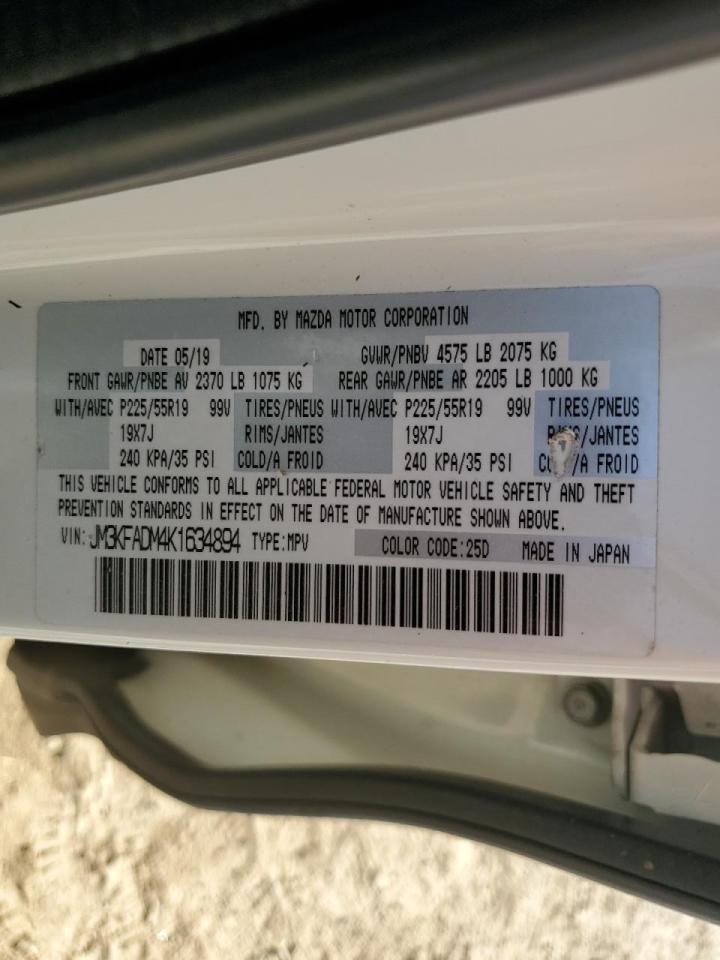 MFD. BY MAZDA MOTOR CORPORATION
DATE 05/19 GVWR/PNBV 4575 LB 2075 KG
FRONT GAWR/PNBE AV 2370 LB 1075 KG REAR GAWR/PNBE AR 2205 LB 1000 KG
WITH/AVEC P225/55R19 99V TIRES/PNEUS WITH/AVEC P225/55R19 99V TIRES/PNEUS
19X7J RIMS/JANTES 19X7J RIMS/JANTES
240 KPA/35 PSI COLD/A FROID 240 KPA/35 PSI COLD/A FROID
THIS VEHICLE CONFORMS TO ALL APPLICABLE FEDERAL MOTOR VEHICLE SAFETY AND THEFT
PREVENTION STANDARDS IN EFFECT ON THE DATE OF MANUFACTURE SHOWN ABOVE.
VIN: JM3KFADM4K1634894 TYPE:MPV COLOR CODE:25D MADE IN JAPAN